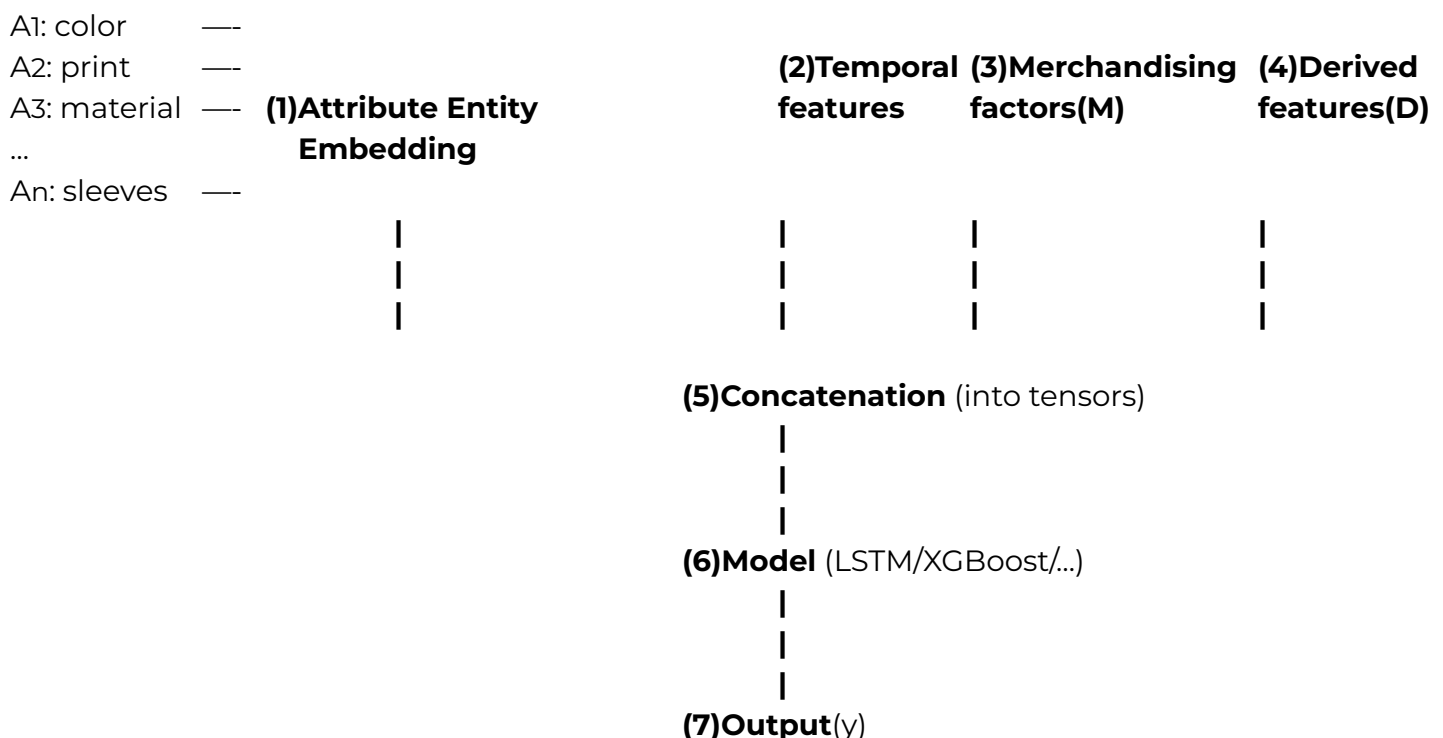 A1: color —-
A2: print —- (2)Temporal (3)Merchandising (4)Derived
A3: material —- (1)Attribute Entity features factors(M) features(D)
... Embedding
An: sleeves —-
| | | |
| | | |
| | | |
(5)Concatenation (into tensors)
|
|
|
(6)Model (LSTM/XGBoost/...)
|
|
|
(7)Output(y)